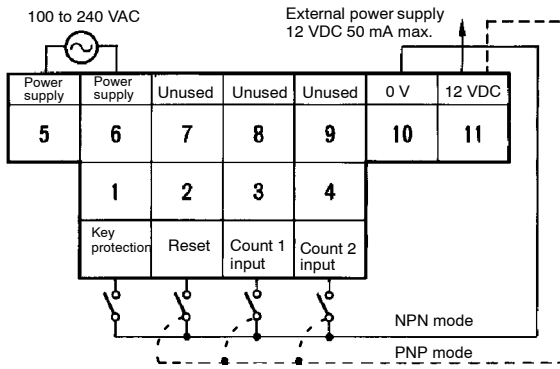 100 to 240 VAC
External power supply
12 VDC 50 mA max.
Power supply
Power supply
Unused
Unused
Unused
0 V
12 VDC
5
6
7
8
9
10
11
1
2
3
4
Key protection
Reset
Count 1 input
Count 2 input
NPN mode
PNP mode